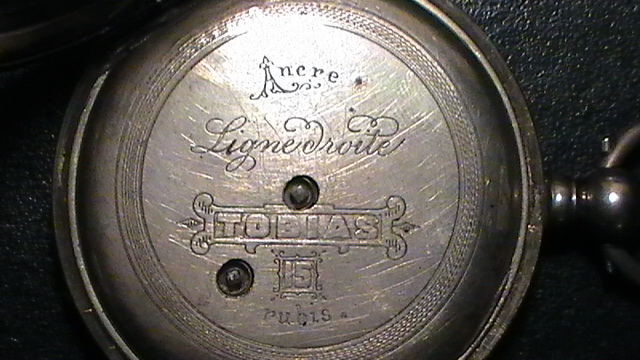 Ancre
Ligne droite
TOBIAS
15
rubis.